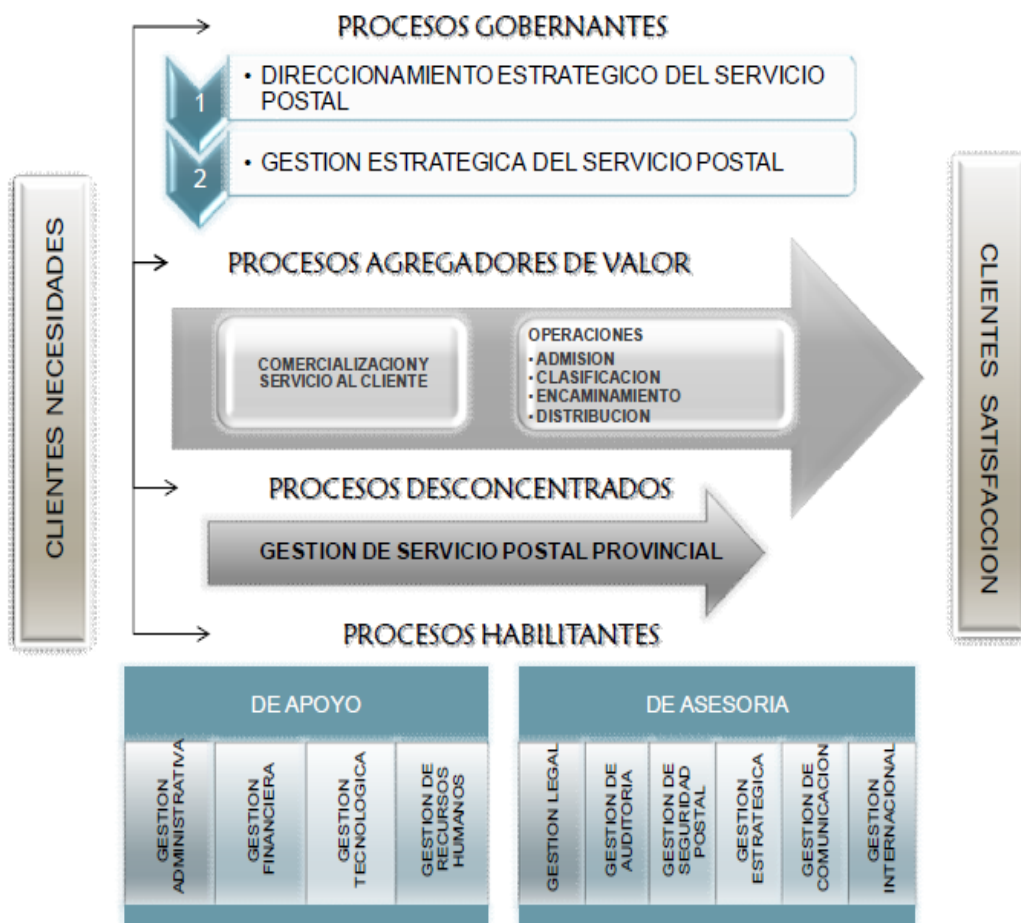 PROCESOS GOBERNANTES
1
• DIRECCIONAMIENTO ESTRATEGICO DEL SERVICIO
POSTAL
2
• GESTION ESTRATEGICA DEL SERVICIO POSTAL
CLIENTES NECESIDADES
PROCESOS AGREGADORES DE VALOR
COMERCIALIZACIONY
SERVICIO AL CLIENTE
OPERACIONES
• ADMISION
• CLASIFICACION
• ENCAMINAMIENTO
• DISTRIBUCION
CLIENTES SATISFACCION
PROCESOS DESCONCENTRADOS
GESTION DE SERVICIO POSTAL PROVINCIAL
PROCESOS HABILITANTES
DE APOYO
GESTION
ADMINISTRATIVA
GESTION
FINANCIERA
GESTION
TECNOLOGICA
GESTION DE
RECURSOS
HUMANOS
DE ASESORIA
GESTION LEGAL
GESTION DE
AUDITORIA
GESTION DE
SEGURIDAD
POSTAL
GESTION
ESTRATEGICA
GESTION DE
COMUNICACION
GESTION
INTERNACIONAL